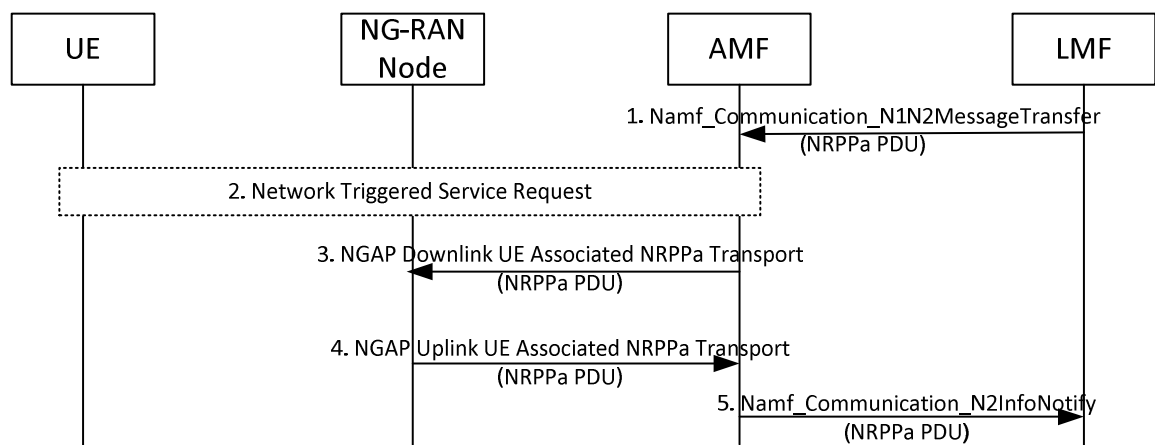 UE
NG-RAN
Node
AMF
LMF
1. Namf_Communication_N1N2MessageTransfer
(NRPPa PDU)
2. Network Triggered Service Request
3. NGAP Downlink UE Associated NRPPa Transport
(NRPPa PDU)
4. NGAP Uplink UE Associated NRPPa Transport
(NRPPa PDU)
5. Namf_Communication_N2InfoNotify
(NRPPa PDU)